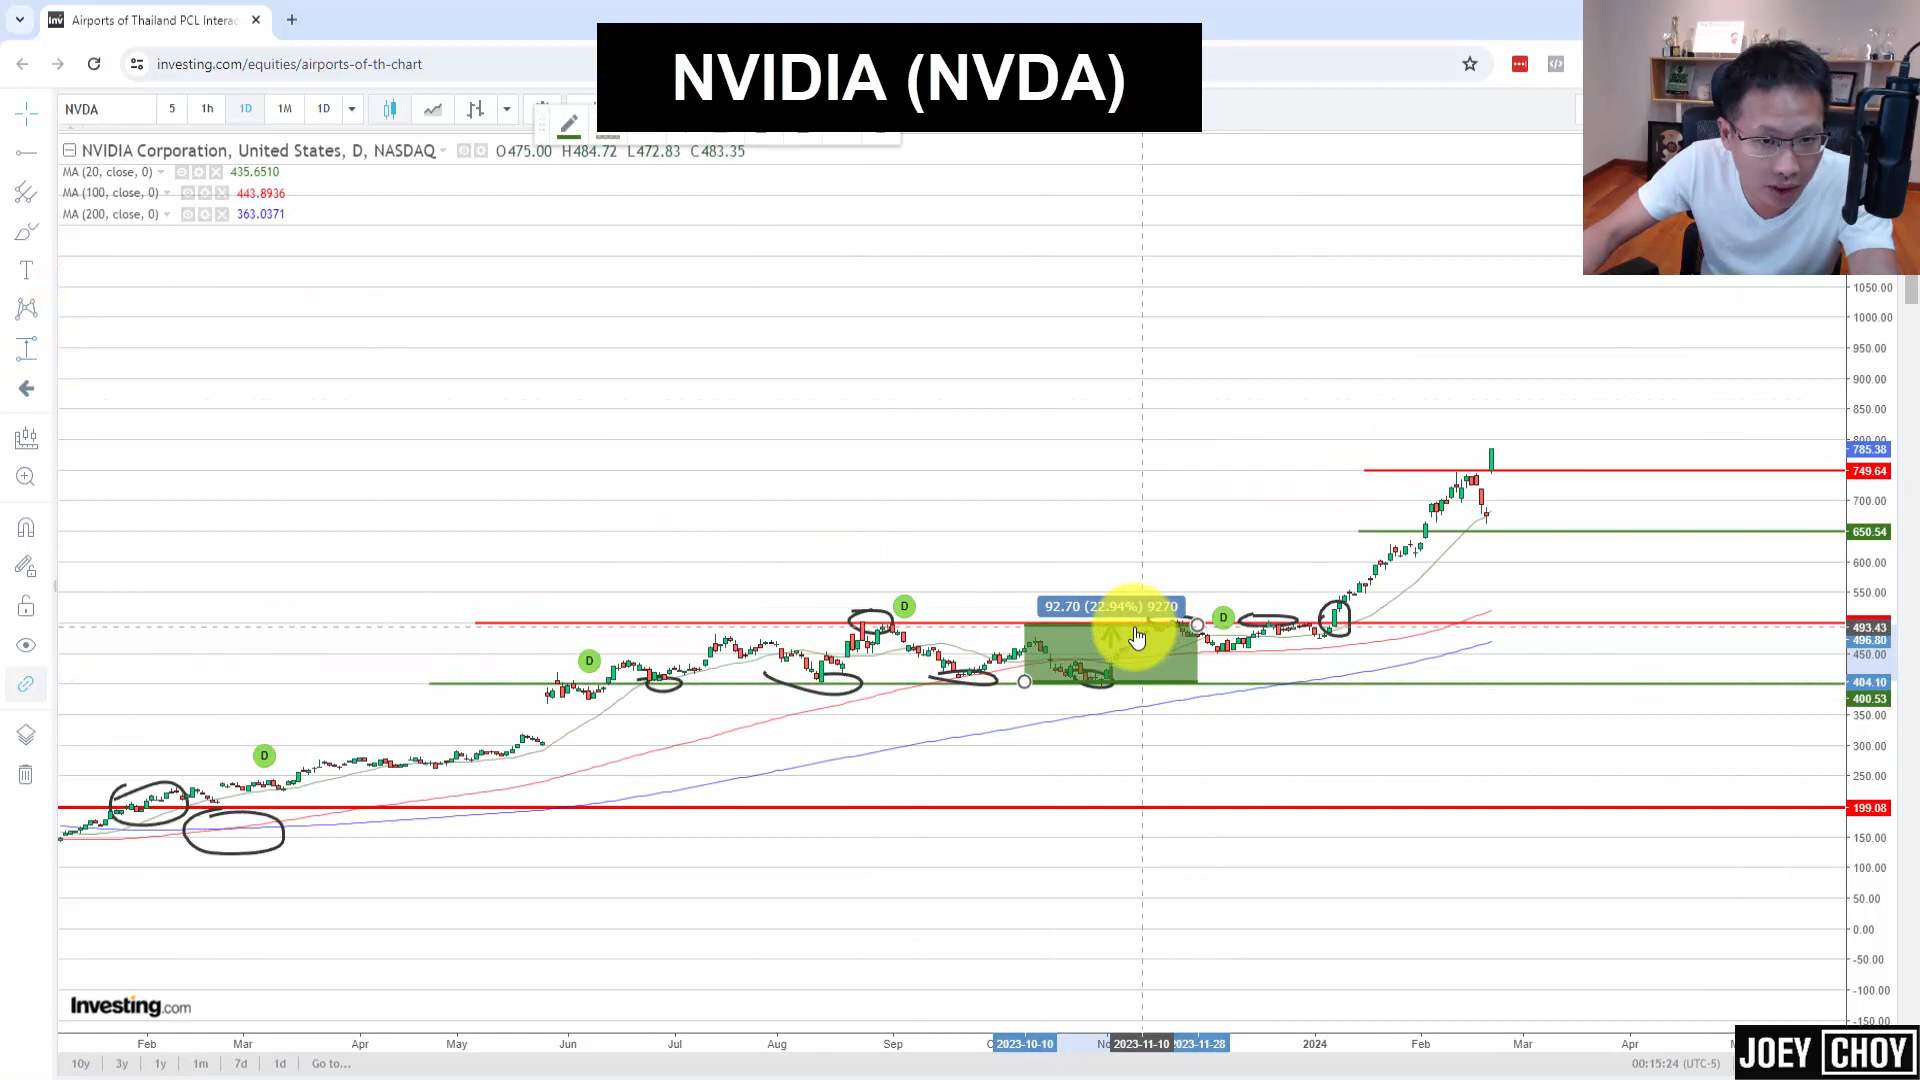 Airports of Thailand PCL Interac
investing.com/equities/airports-of-th-chart
NVIDIA (NVDA)
NVDA
5
1h
1D
1M
1D
NVIDIA Corporation, United States, D, NASDAQ
O475.00 H484.72 L472.83 C483.35
MA (20, close, 0) 435.6510
MA (100, close, 0) 443.8936
MA (200, close, 0) 363.0371
1050.00
1000.00
950.00
900.00
850.00
800.00
785.38
749.64
700.00
650.54
600.00
550.00
493.43
496.80
450.00
404.10
400.53
350.00
300.00
250.00
199.08
150.00
100.00
50.00
0.00
-50.00
-100.00
-150.00
92.70 (22.94%) 9270
D
D
D
D
Investing.com
Feb
Mar
Apr
May
Jun
Jul
Aug
Sep
2023-10-10
2023-11-10
2023-11-28
2024
Feb
Mar
Apr
10y
3y
1y
1m
7d
1d
Go to...
00:15:24 (UTC-5)
JOEY CHOY